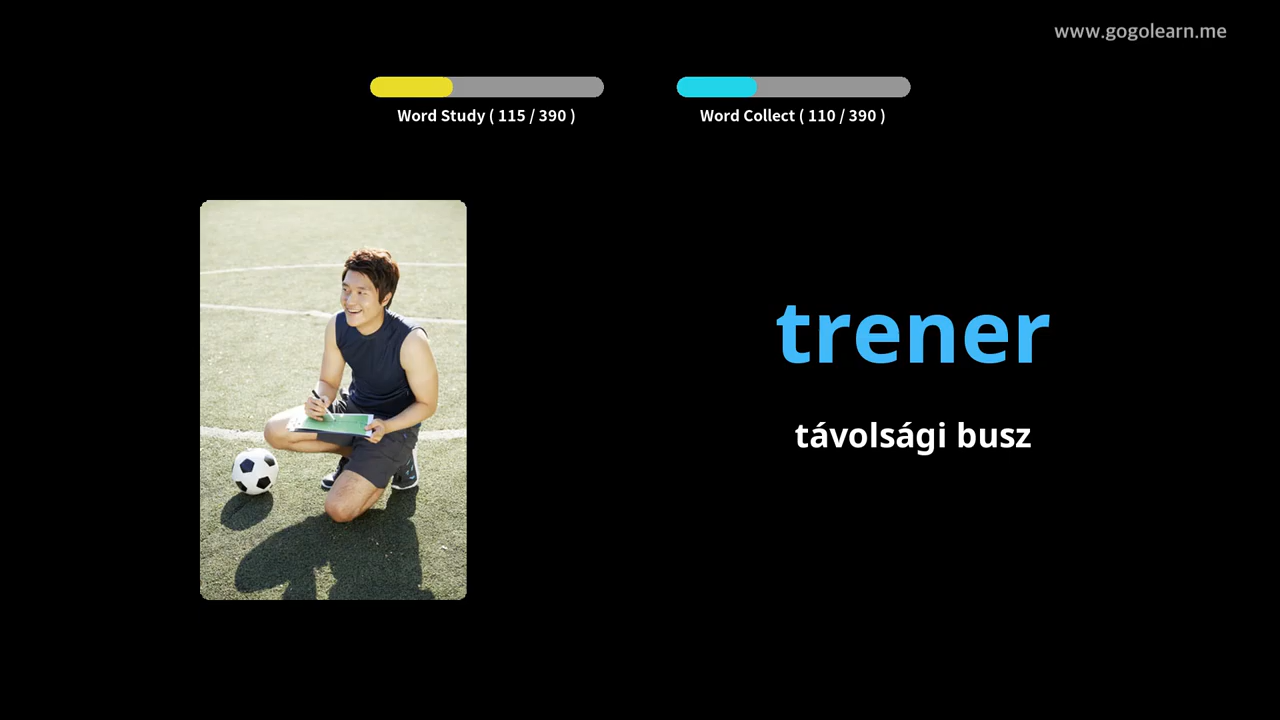 www.gogolearn.me
Word Study ( 115 / 390 )
Word Collect ( 110 / 390 )
trener
távolsági busz